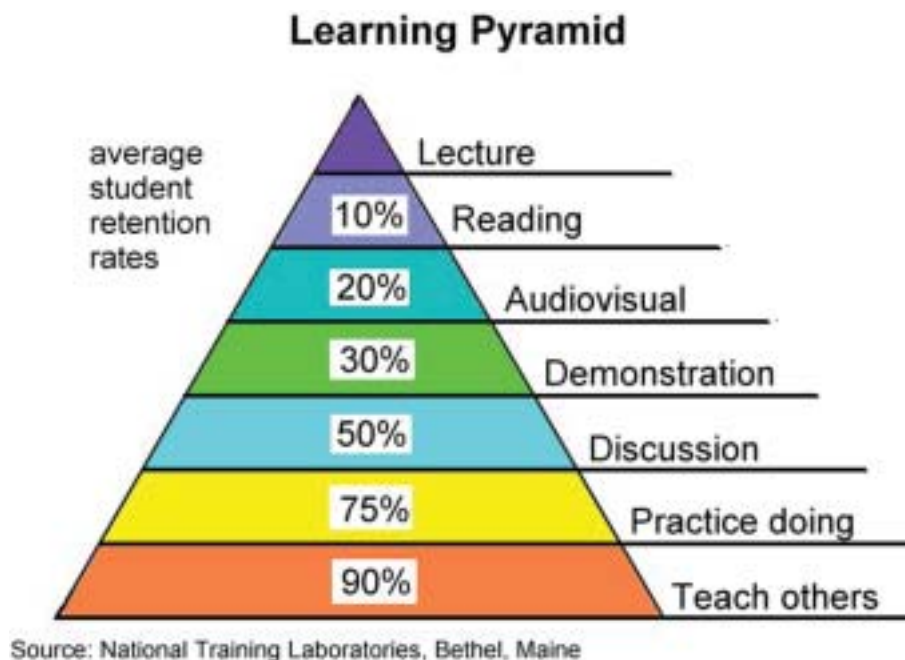 Learning Pyramid
average
student
retention
rates
Lecture
10%
Reading
20%
Audiovisual
30%
Demonstration
50%
Discussion
75%
Practice doing
90%
Teach others
Source: National Training Laboratories, Bethel, Maine